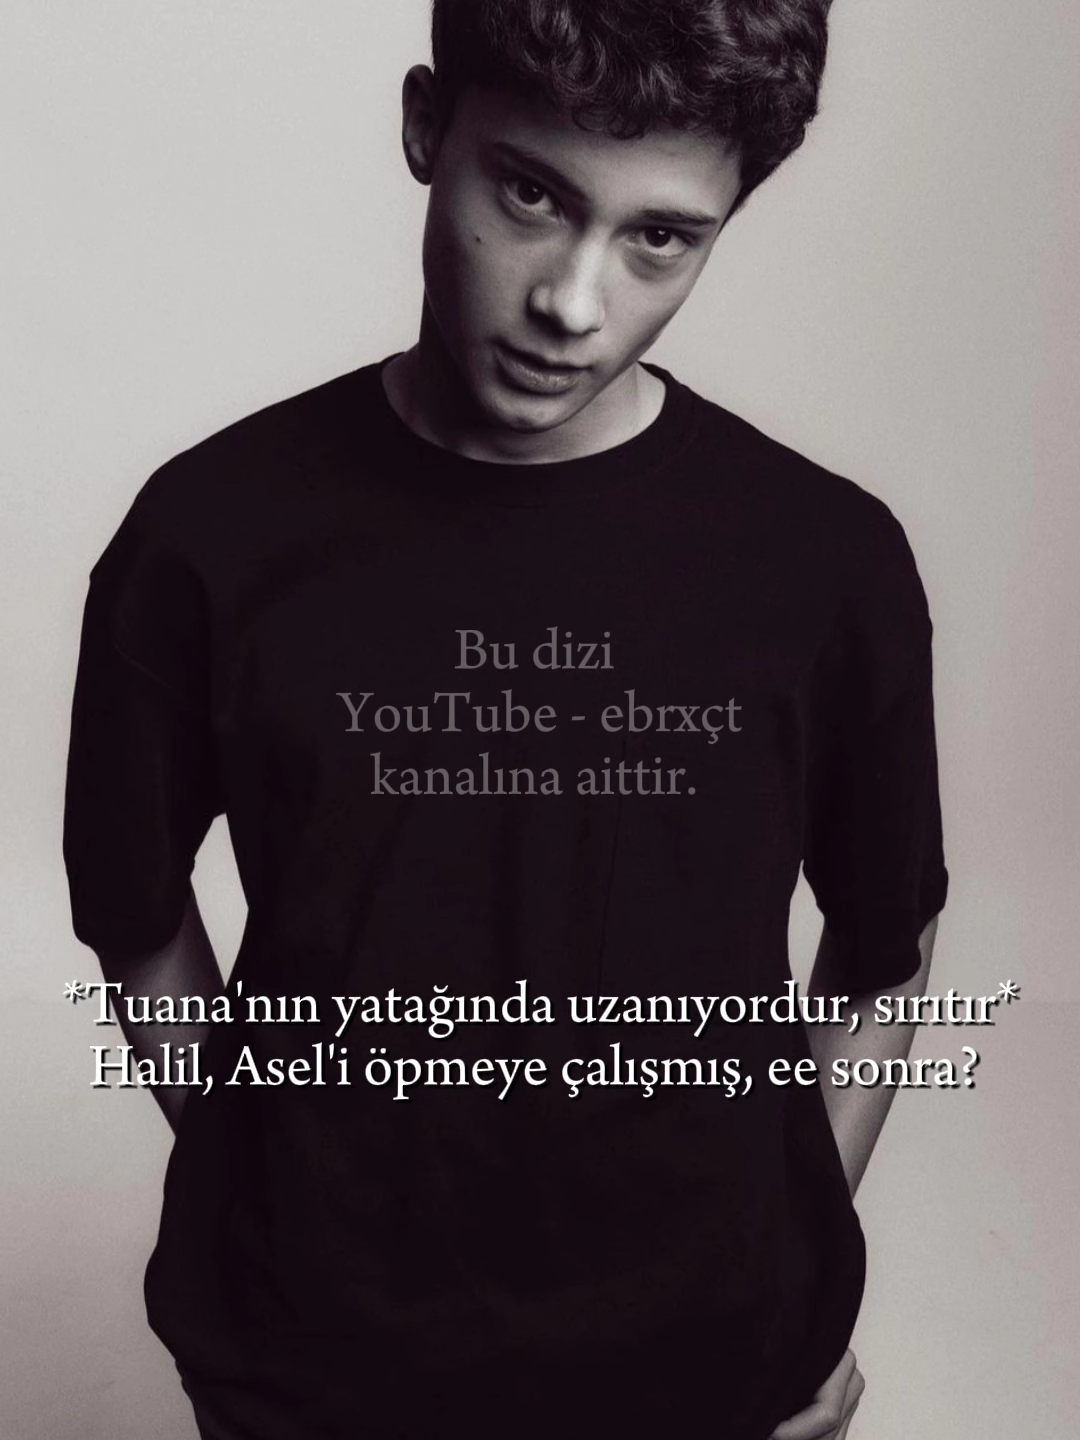 Bu dizi
YouTube - ebrxçt
kanalına aittir.
*Tuana'nın yatağında uzanıyordur, sırıtır*
Halil, Asel'i öpmeye çalışmış, ee sonra?